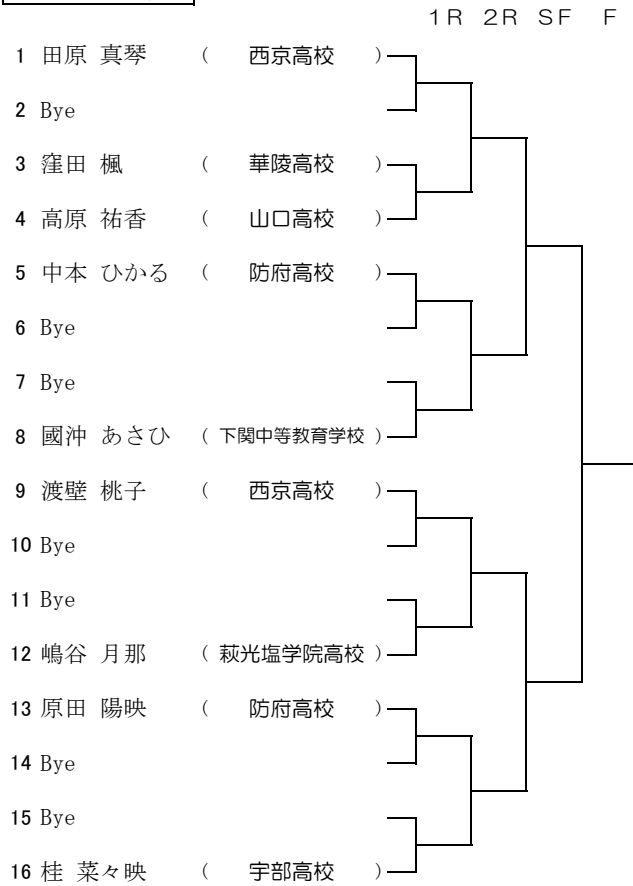 1R 2R SF F
1 田原 真琴 ( 西京高校 )
2 Bye
3 窪田 楓 ( 華陵高校 )
4 高原 祐香 ( 山口高校 )
5 中本 ひかる ( 防府高校 )
6 Bye
7 Bye
8 國沖 あさひ ( 下関中等教育学校 )
9 渡壁 桃子 ( 西京高校 )
10 Bye
11 Bye
12 嶋谷 月那 ( 萩光塩学院高校 )
13 原田 陽映 ( 防府高校 )
14 Bye
15 Bye
16 桂 菜々映 ( 宇部高校 )